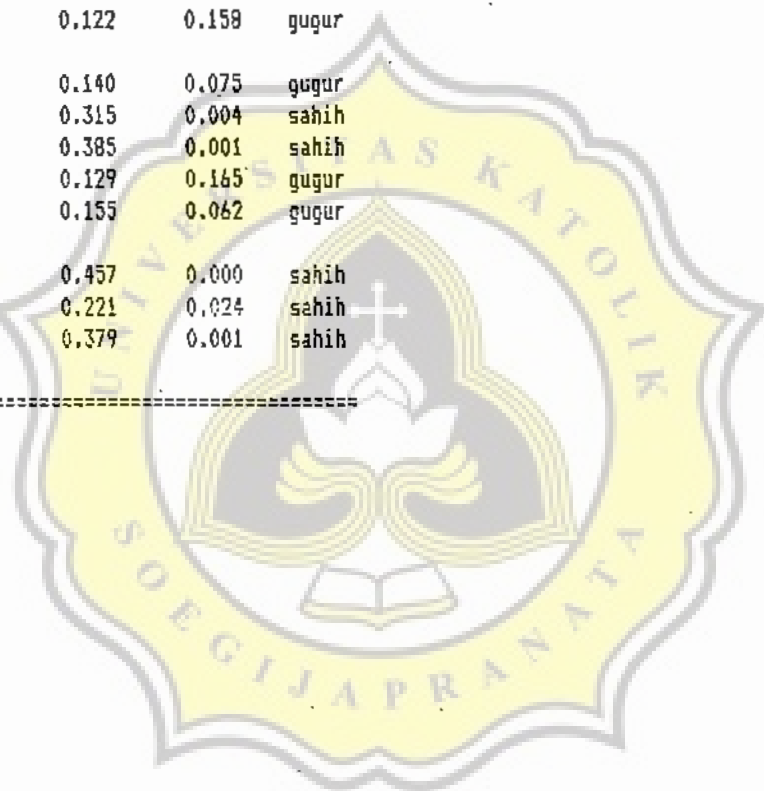 0.122 0.158 gugur
0.140 0.075 gugur
0.315 0.004 sahih
0.385 0.001 sahih
0.129 0.165 gugur
0.155 0.062 gugur
0.457 0.000 sahih
0.221 0.024 sahih
0.379 0.001 sahih
UNIVERSITAS KATOLIK
SOEGIJAPRANATA